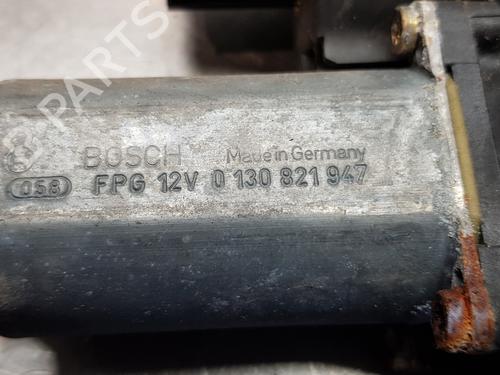 BOSCH Made in Germany
058 FPG 12V 0 130 821 947
B-PARTS